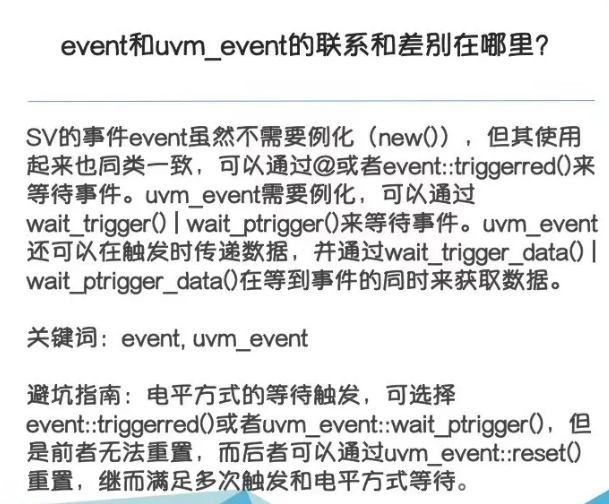 event和uvm_event的联系和差别在哪里?
SV的事件event虽然不需要例化（new()），但其使用
起来也同类一致，可以通过@或者event::triggerred()来
等待事件。uvm_event需要例化，可以通过
wait_trigger() | wait_ptrigger()来等待事件。uvm_event
还可以在触发时传递数据，并通过wait_trigger_data() |
wait_ptrigger_data()在等到事件的同时来获取数据。
关键词：event, uvm_event
避坑指南：电平方式的等待触发，可选择
event::triggerred()或者uvm_event::wait_ptrigger()，但
是前者无法重置，而后者可以通过uvm_event::reset()
重置，继而满足多次触发和电平方式等待。